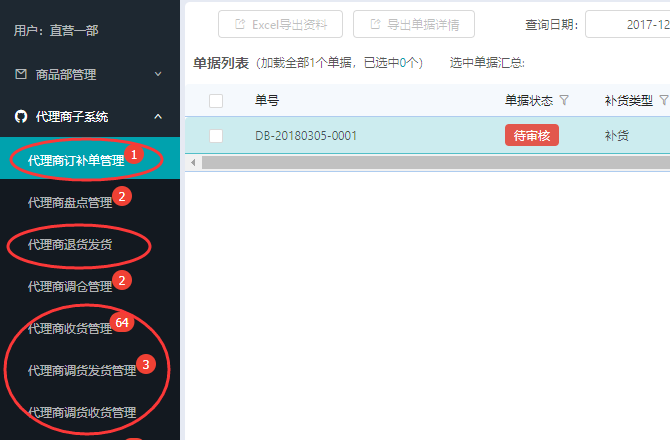 用户：直营一部
商品部管理
代理商子系统
代理商订补单管理 1
代理商盘点管理 2
代理商退货发货
代理商调仓管理 2
代理商收货管理 64
代理商调货发货管理 3
代理商调货收货管理
Excel导出资料 导出单据详情 查询日期： 2017-12
单据列表（加载全部1个单据，已选中0个） 选中单据汇总:
单号 单据状态 补货类型
DB-20180305-0001 待审核 补货